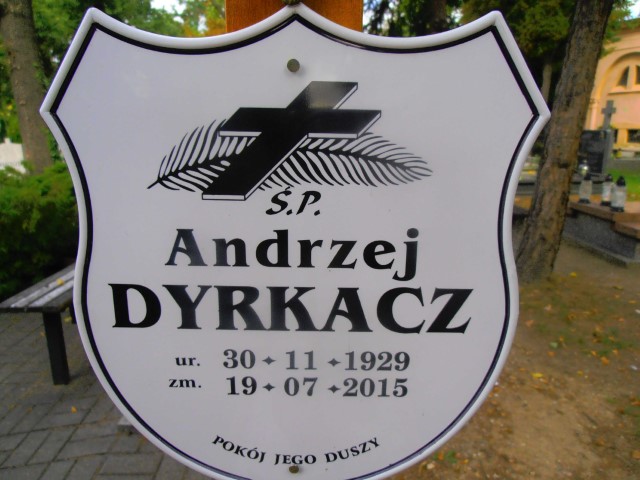 Ś.P.
Andrzej
DYRKACZ
ur. 30 ✦ 11 ✦ 1929
zm. 19 ✦ 07 ✦ 2015
POKÓJ JEGO DUSZY